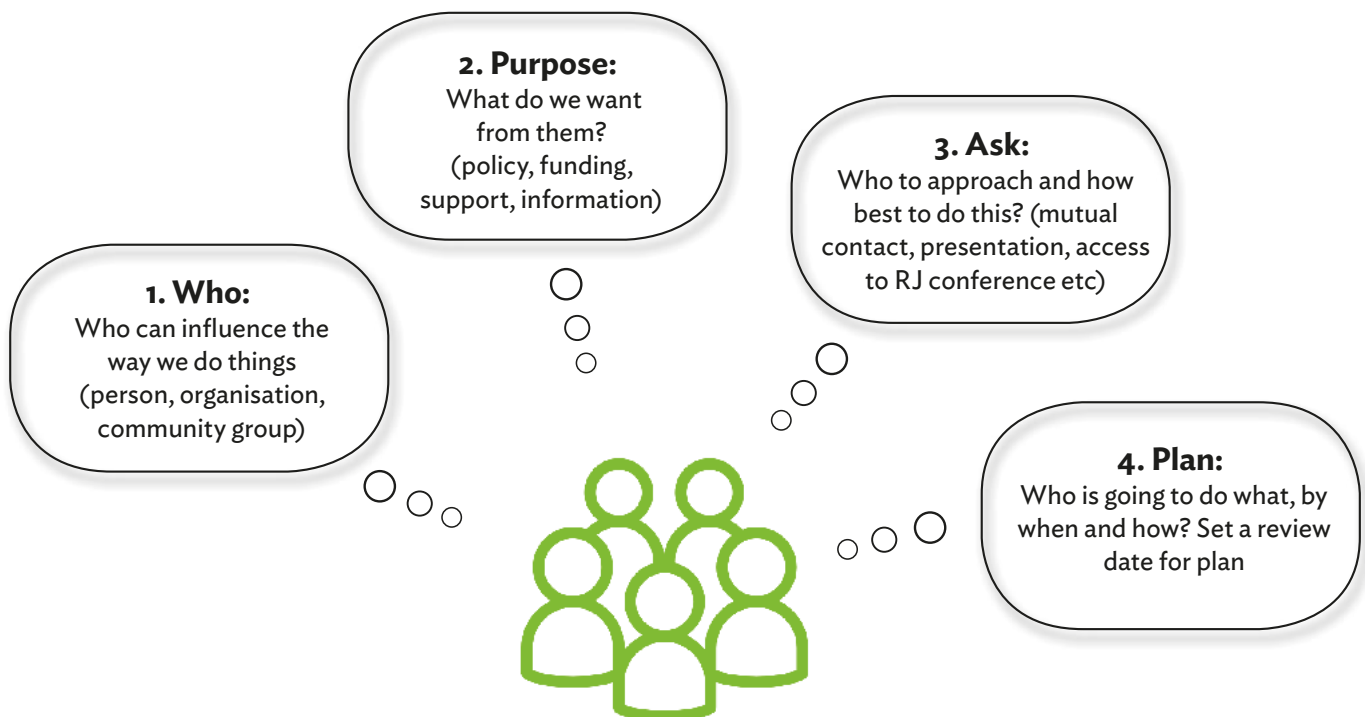 1. Who:
Who can influence the
way we do things
(person, organisation,
community group)
2. Purpose:
What do we want
from them?
(policy, funding,
support, information)
3. Ask:
Who to approach and how
best to do this? (mutual
contact, presentation, access
to RJ conference etc)
4. Plan:
Who is going to do what, by
when and how? Set a review
date for plan